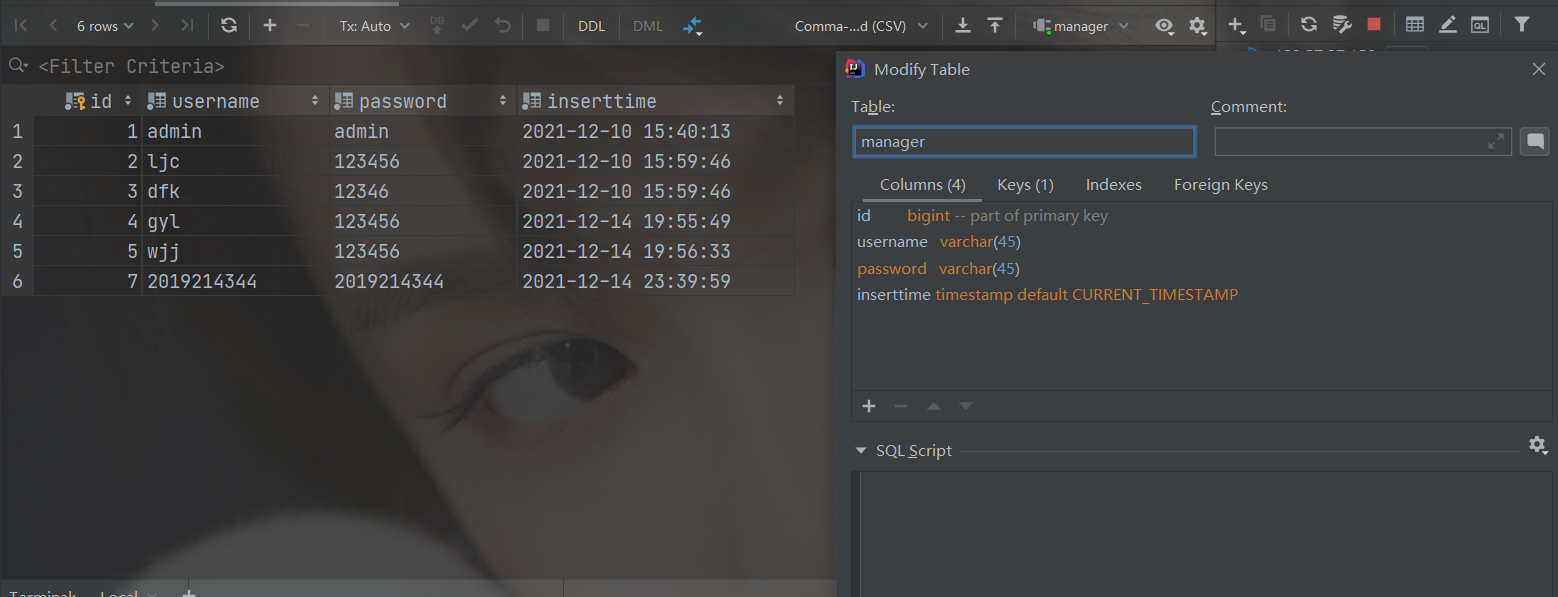 6 rows
Tx: Auto
DB
DDL
DML
Comma-...d (CSV)
manager
QL
<Filter Criteria>
id username password inserttime
1 1 admin admin 2021-12-10 15:40:13
2 2 ljc 123456 2021-12-10 15:59:46
3 3 dfk 12346 2021-12-10 15:59:46
4 4 gyl 123456 2021-12-14 19:55:49
5 5 wjj 123456 2021-12-14 19:56:33
6 7 2019214344 2019214344 2021-12-14 23:39:59
Terminal: Local
Modify Table
Table: Comment:
manager
Columns (4) Keys (1) Indexes Foreign Keys
id bigint -- part of primary key
username varchar(45)
password varchar(45)
inserttime timestamp default CURRENT_TIMESTAMP
SQL Script